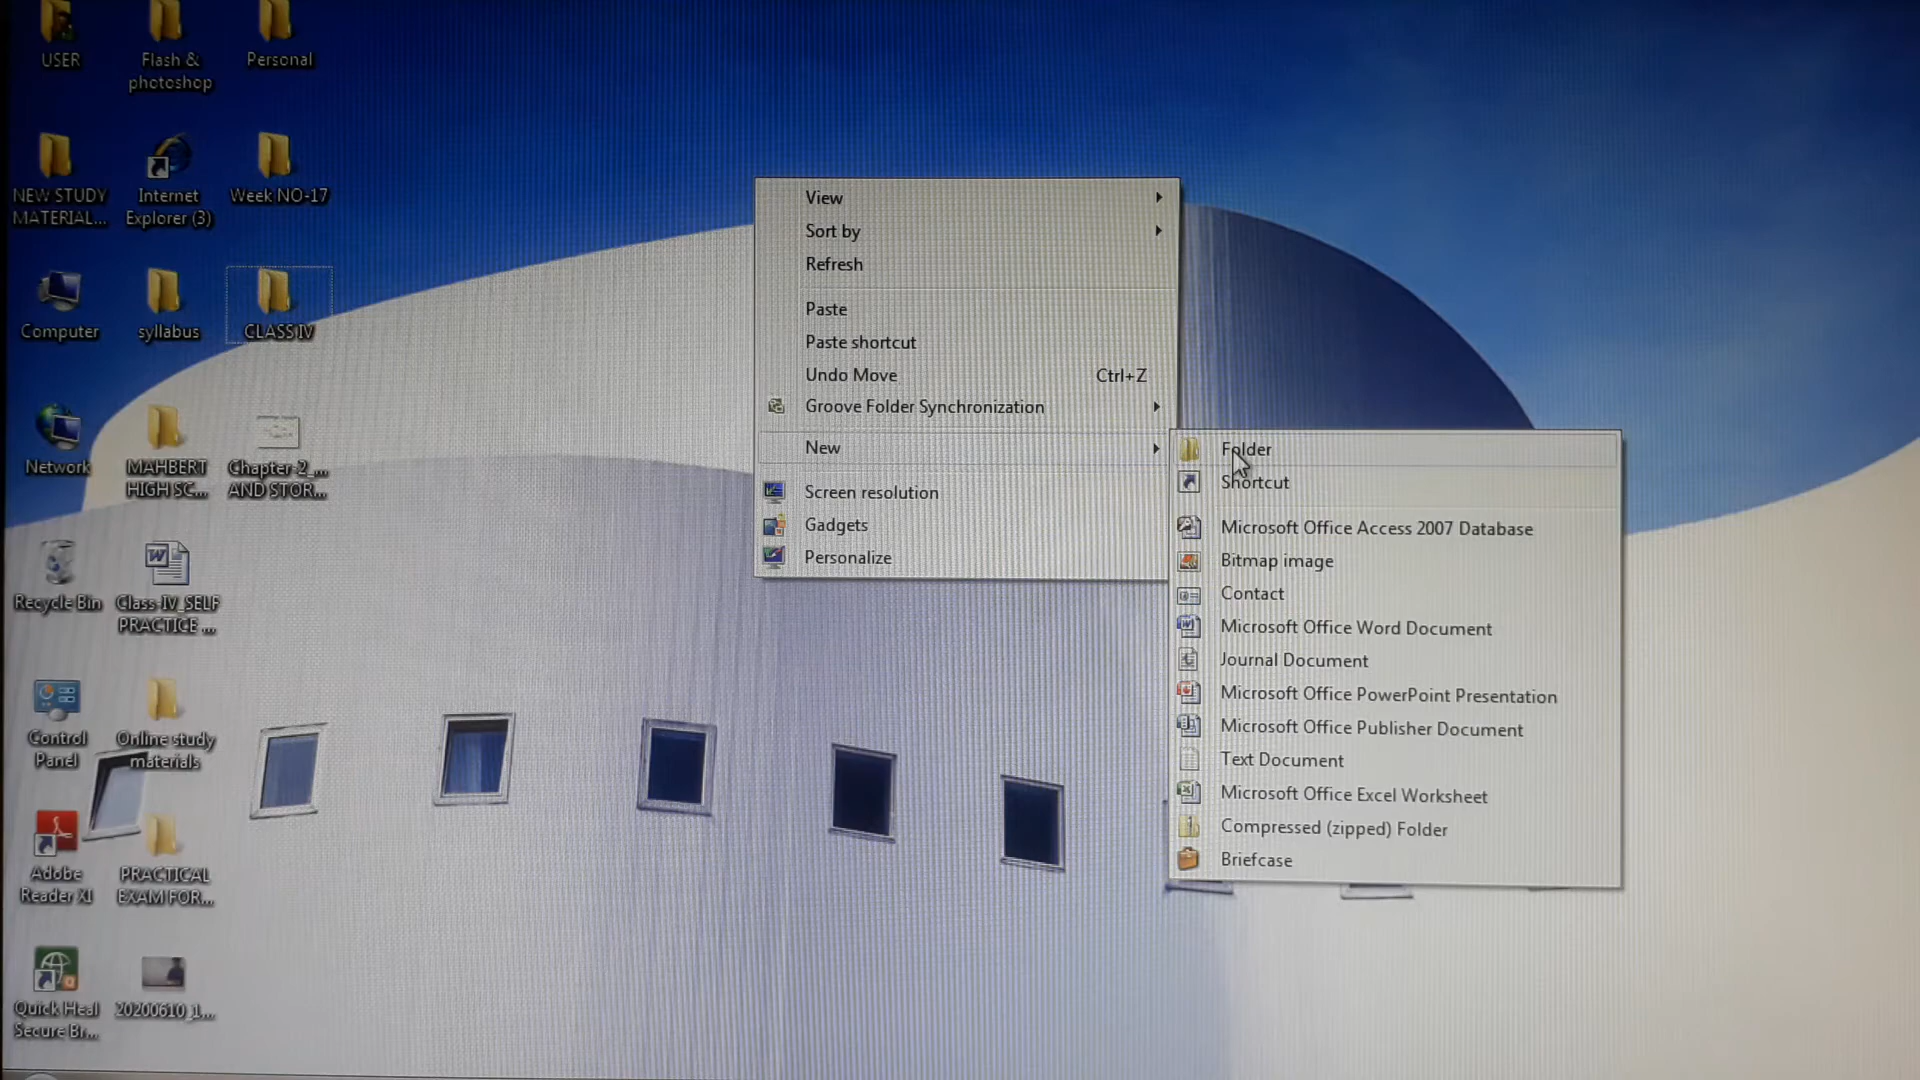 USER
Flash &
photoshop
Personal
NEW STUDY
MATERIAL...
Internet
Explorer (3)
Week NO-17
Computer
syllabus
CLASS IV
Network
MAHBERT
HIGH SC...
Chapter-2_...
AND STOR...
Recycle Bin
Class-IV_SELF
PRACTICE ...
Control
Panel
Online study
materials
Adobe
Reader XI
PRACTICAL
EXAM FOR...
Quick Heal
Secure Br...
20200610_1...
View
Sort by
Refresh
Paste
Paste shortcut
Undo Move Ctrl+Z
Groove Folder Synchronization
New
Screen resolution
Gadgets
Personalize
Folder
Shortcut
Microsoft Office Access 2007 Database
Bitmap image
Contact
Microsoft Office Word Document
Journal Document
Microsoft Office PowerPoint Presentation
Microsoft Office Publisher Document
Text Document
Microsoft Office Excel Worksheet
Compressed (zipped) Folder
Briefcase